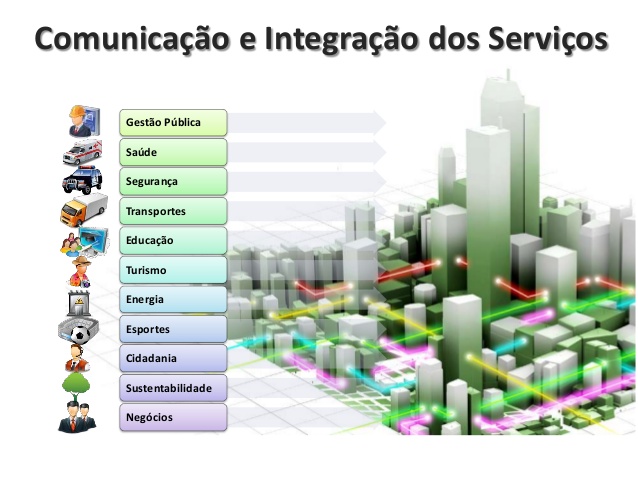 Comunicação e Integração dos Serviços
Gestão Pública
Saúde
Segurança
Transportes
Educação
Turismo
Energia
Esportes
Cidadania
Sustentabilidade
Negócios